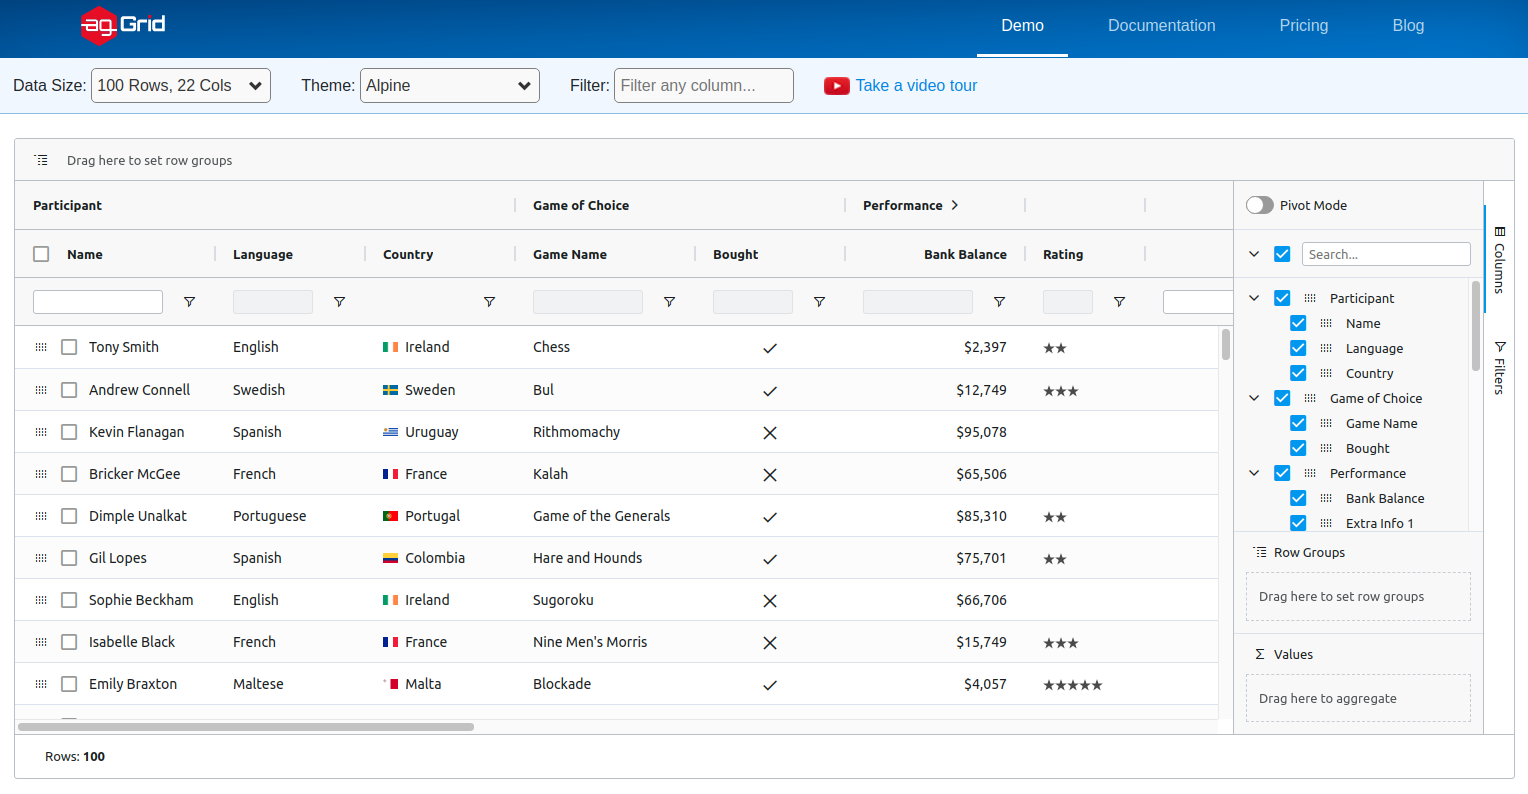 ag Grid
Demo Documentation Pricing Blog
Data Size: 100 Rows, 22 Cols Theme: Alpine Filter: Filter any column... Take a video tour
Drag here to set row groups
Participant Game of Choice Performance
Name Language Country Game Name Bought Bank Balance Rating
Tony Smith English Ireland Chess $2,397
Andrew Connell Swedish Sweden Bul $12,749
Kevin Flanagan Spanish Uruguay Rithmomachy $95,078
Bricker McGee French France Kalah $65,506
Dimple Unalkat Portuguese Portugal Game of the Generals $85,310
Gil Lopes Spanish Colombia Hare and Hounds $75,701
Sophie Beckham English Ireland Sugoroku $66,706
Isabelle Black French France Nine Men's Morris $15,749
Emily Braxton Maltese Malta Blockade $4,057
Rows: 100
Pivot Mode
Search...
Participant
Name
Language
Country
Game of Choice
Game Name
Bought
Performance
Bank Balance
Extra Info 1
Row Groups
Drag here to set row groups
Σ Values
Drag here to aggregate
Columns
Filters